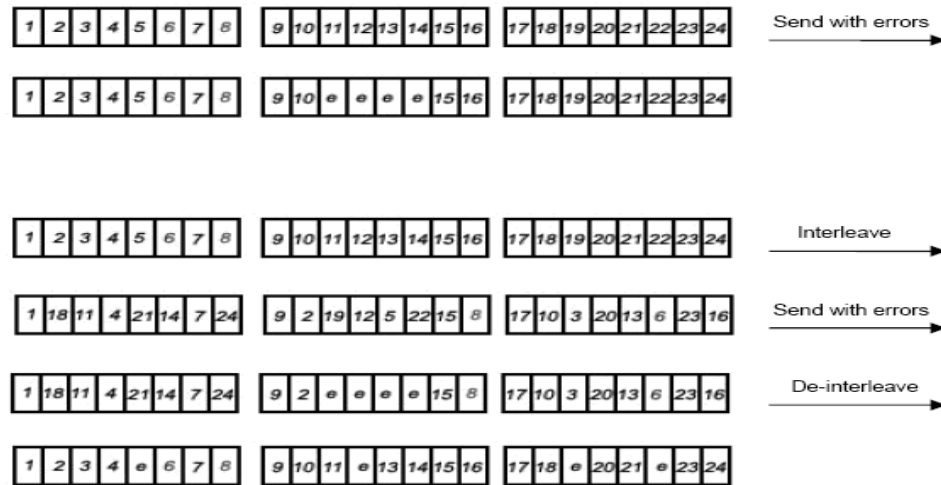 1 2 3 4 5 6 7 8 9 10 11 12 13 14 15 16 17 18 19 20 21 22 23 24 Send with errors
1 2 3 4 5 6 7 8 9 10 e e e e 15 16 17 18 19 20 21 22 23 24
1 2 3 4 5 6 7 8 9 10 11 12 13 14 15 16 17 18 19 20 21 22 23 24 Interleave
1 18 11 4 21 14 7 24 9 2 19 12 5 22 15 8 17 10 3 20 13 6 23 16 Send with errors
1 18 11 4 21 14 7 24 9 2 e e e e 15 8 17 10 3 20 13 6 23 16 De-interleave
1 2 3 4 e 6 7 8 9 10 11 e 13 14 15 16 17 18 e 20 21 e 23 24